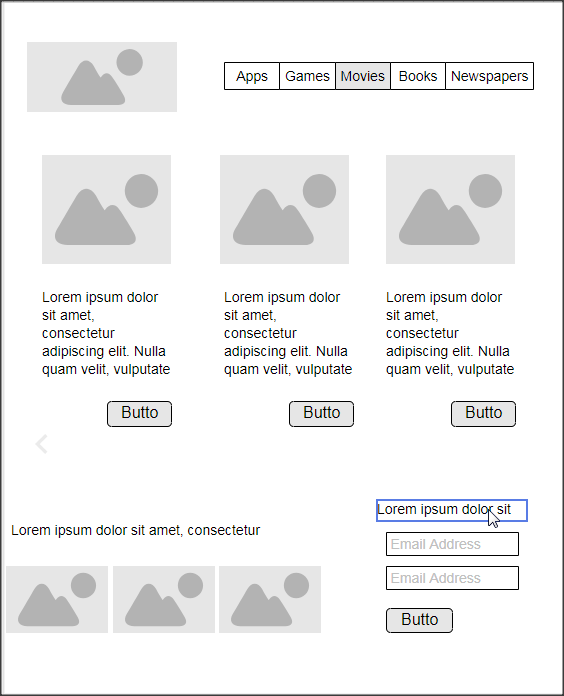 Apps Games Movies Books Newspapers
Lorem ipsum dolor
sit amet,
consectetur
adipiscing elit. Nulla
quam velit, vulputate
Butto
Lorem ipsum dolor
sit amet,
consectetur
adipiscing elit. Nulla
quam velit, vulputate
Butto
Lorem ipsum dolor
sit amet,
consectetur
adipiscing elit. Nulla
quam velit, vulputate
Butto
Lorem ipsum dolor sit amet, consectetur
Lorem ipsum dolor sit
Email Address
Email Address
Butto